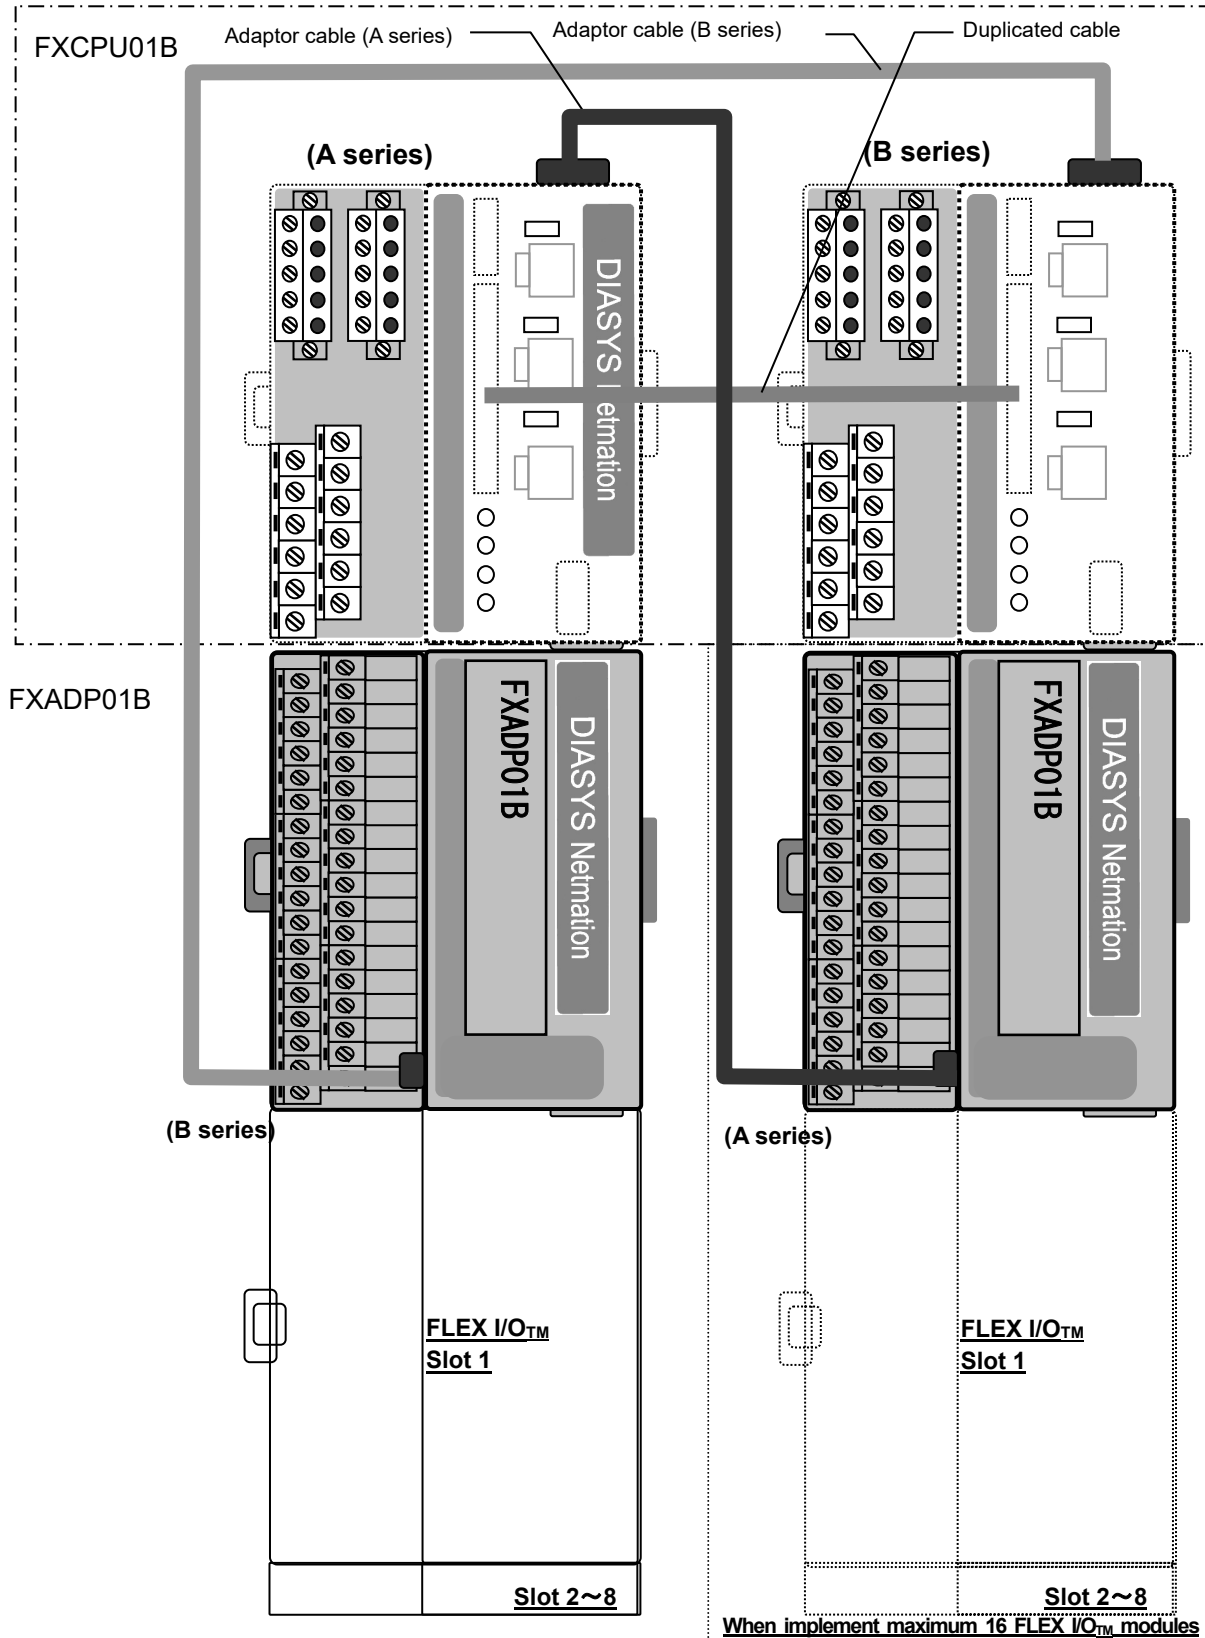 FXCPU01B
Adaptor cable (A series)
Adaptor cable (B series)
Duplicated cable
(A series)
(B series)
DIASYS Netmation
FXADP01B
FXADP01B
DIASYS Netmation
FXADP01B
DIASYS Netmation
(B series)
(A series)
FLEX I/OTM
Slot 1
FLEX I/OTM
Slot 1
Slot 2～8
Slot 2～8
When implement maximum 16 FLEX I/OTM modules